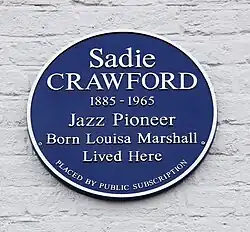 Sadie
CRAWFORD
1885 - 1965
Jazz Pioneer
Born Louisa Marshall
Lived Here
PLACED BY PUBLIC SUBSCRIPTION